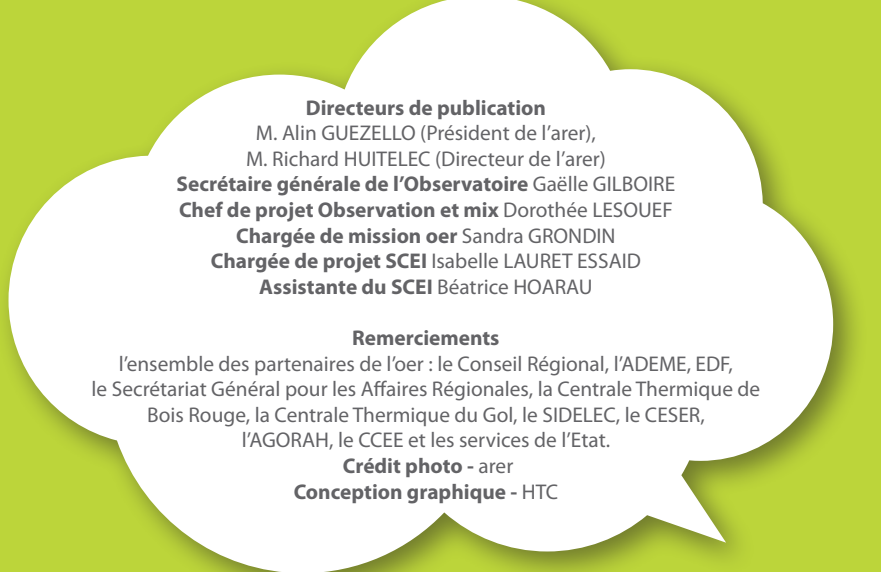 Directeurs de publication
M. Alin GUEZELLO (Président de l'arer),
M. Richard HUITELEC (Directeur de l'arer)
Secrétaire générale de l'Observatoire Gaëlle GILBOIRE
Chef de projet Observation et mix Dorothée LESOUEF
Chargée de mission oer Sandra GRONDIN
Chargée de projet SCEI Isabelle LAURET ESSAID
Assistante du SCEI Béatrice HOARAU
Remerciements
l'ensemble des partenaires de l'oer : le Conseil Régional, l'ADEME, EDF,
le Secrétariat Général pour les Affaires Régionales, la Centrale Thermique de
Bois Rouge, la Centrale Thermique du Gol, le SIDELEC, le CESER,
l'AGORAH, le CCEE et les services de l'Etat.
Crédit photo - arer
Conception graphique - HTC